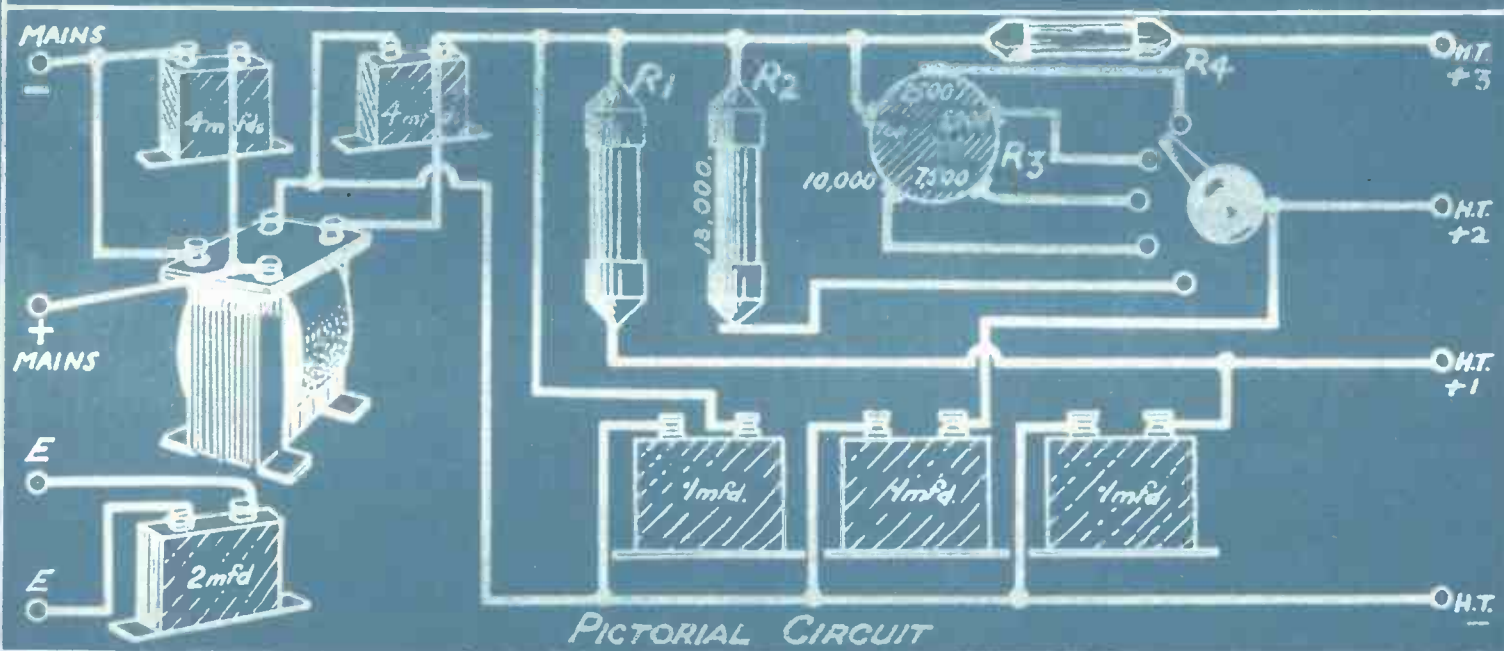 MAINS
–
4 mfds
R1
R2
R4
H.T.
+3
R3
10,000
7,500
18,000.
H.T.
+2
+
MAINS
H.T.
+1
E
E
2mfd
1mfd.
1mfd.
1mfd.
H.T.
–
PICTORIAL CIRCUIT